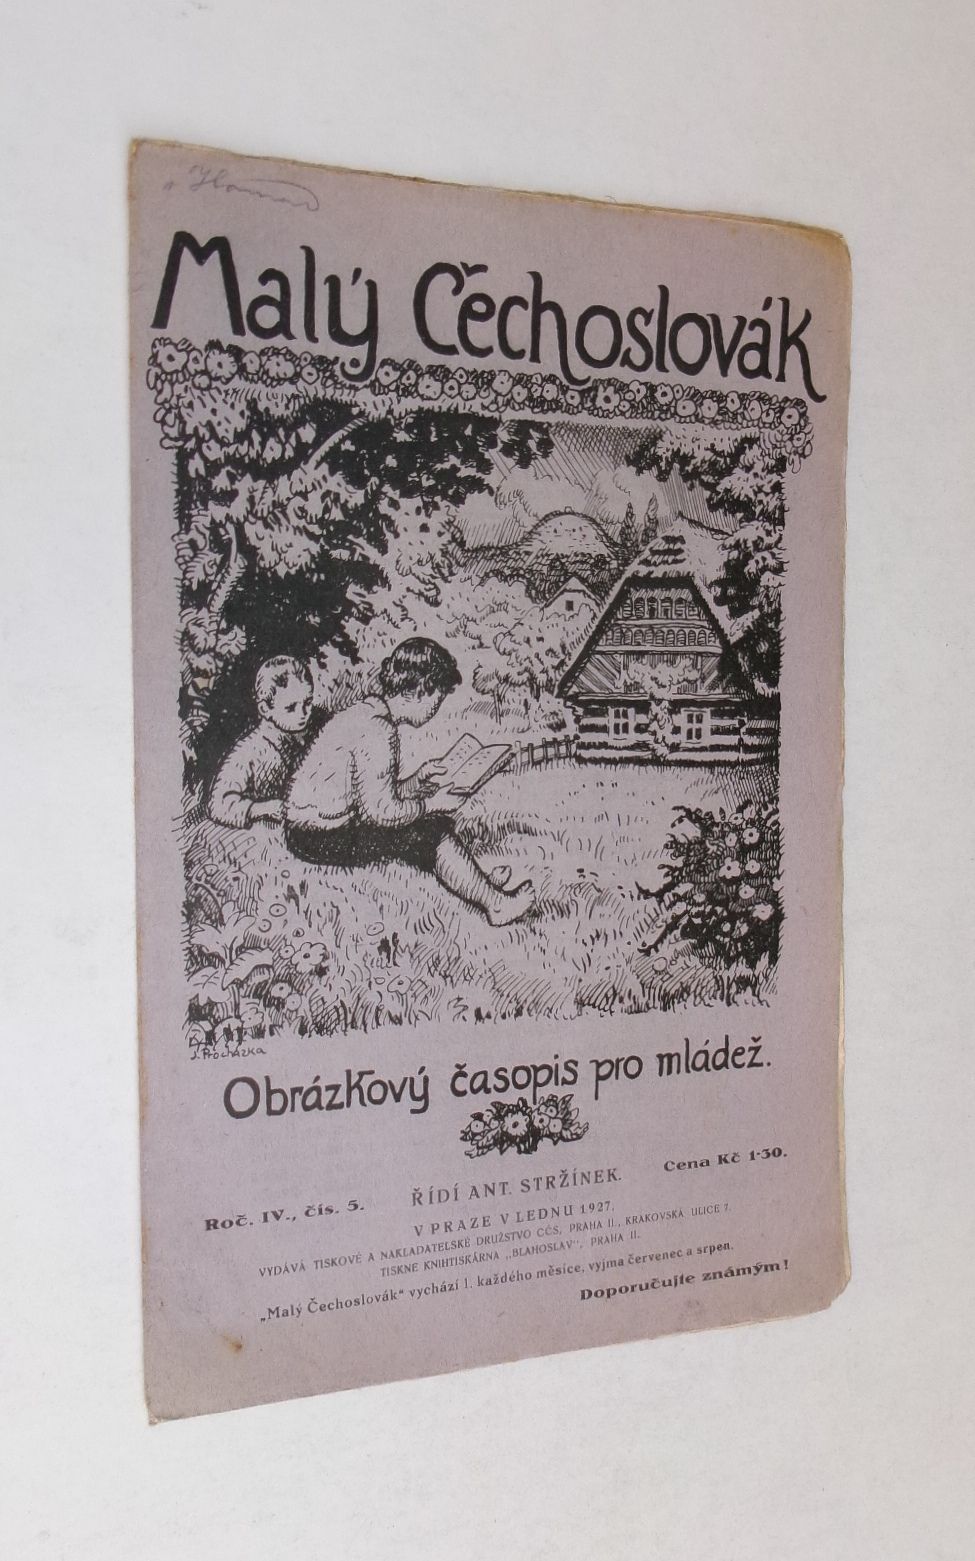 Malý Čechoslovák
J. Procházka
Obrázkový časopis pro mládež.
Roč. IV., čís. 5.
ŘÍDÍ ANT. STRŽÍNEK.
Cena Kč 1·30.
V PRAZE V LEDNU 1927.
VYDÁVÁ TISKOVÉ A NAKLADATELSKÉ DRUŽSTVO CČS, PRAHA II., KRAKOVSKÁ ULICE 7.
TISKNE KNIHTISKÁRNA „BLAHOSLAV“, PRAHA II.
„Malý Čechoslovák“ vychází 1. každého měsíce, vyjma červenec a srpen.
Doporučujte známým!